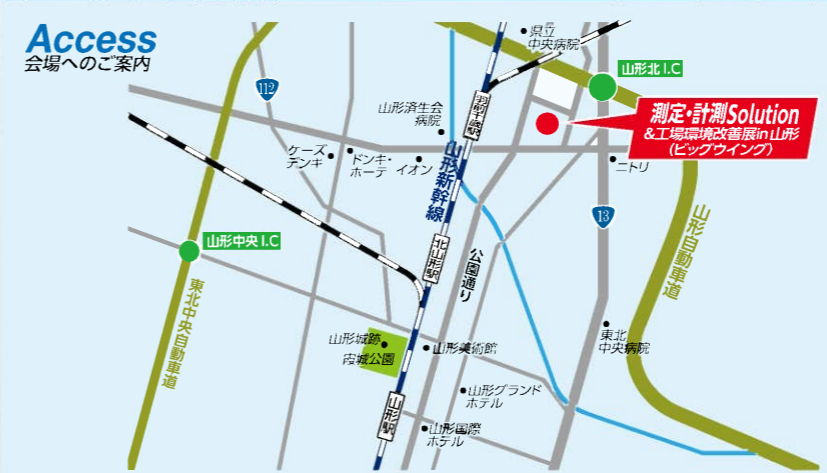 Access
会場へのご案内
県立
中央病院
山形北I.C
112
羽前千歳駅
山形済生会
病院
測定・計測Solution
&工場環境改善展in山形
(ビッグウイング)
ケーズ
デンキ
ドンキ・
ホーテ
イオン
ニトリ
山形新幹線
13
山形自動車道
山形中央I.C
北山形駅
公園通り
東北中央自動車道
山形城跡
霞城公園
山形美術館
東北
中央病院
山形グランド
ホテル
山形駅
山形国際
ホテル